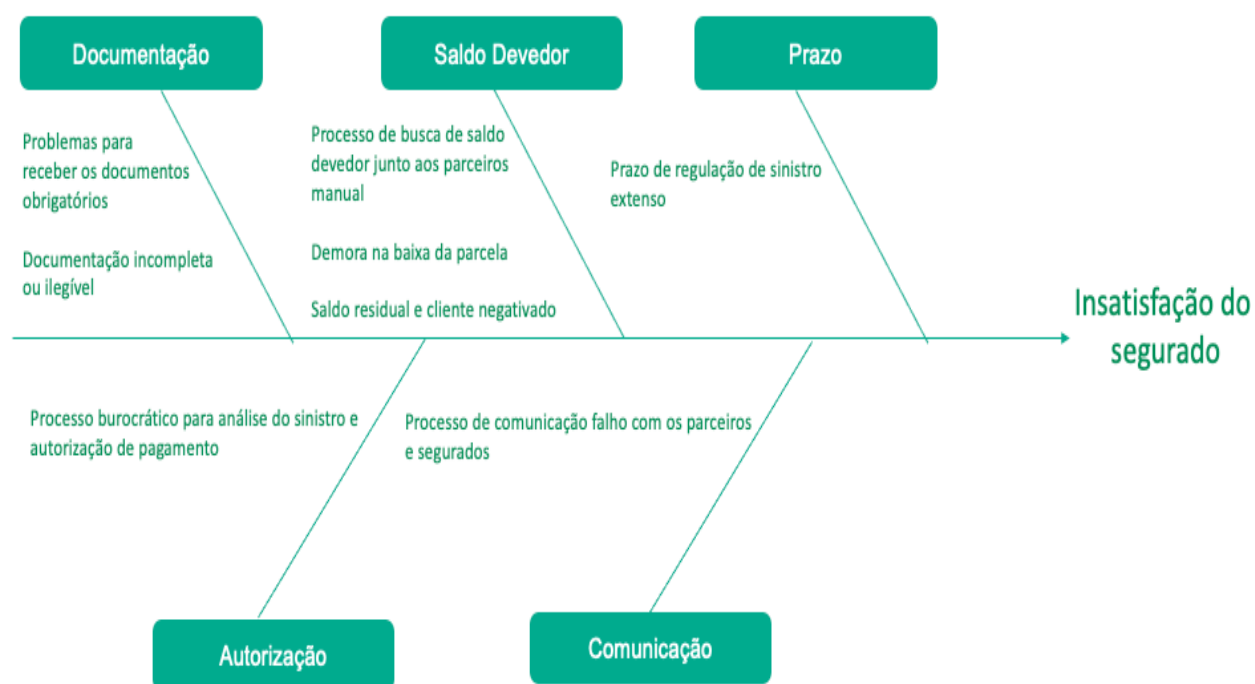 Documentação
Saldo Devedor
Prazo
Problemas para
receber os documentos
obrigatórios
Documentação incompleta
ou ilegível
Processo de busca de saldo
devedor junto aos parceiros
manual
Demora na baixa da parcela
Saldo residual e cliente negativado
Prazo de regulação de sinistro
extenso
Insatisfação do
segurado
Processo burocrático para análise do sinistro e
autorização de pagamento
Processo de comunicação falho com os parceiros
e segurados
Autorização
Comunicação